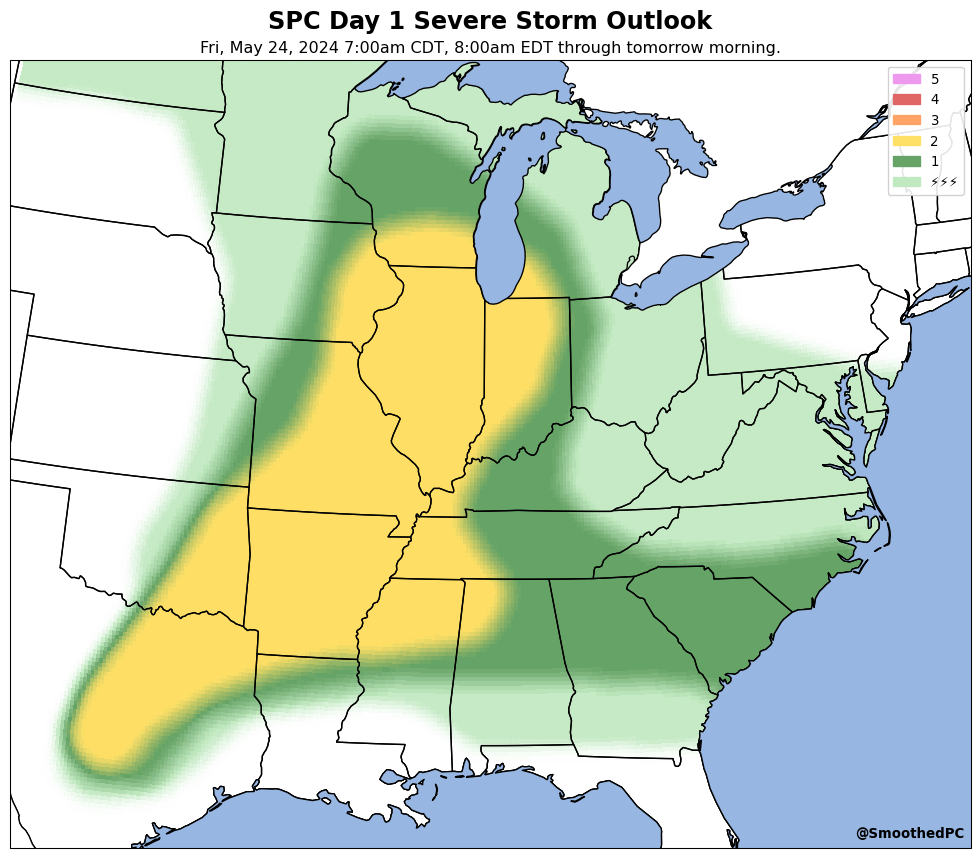 SPC Day 1 Severe Storm Outlook
Fri, May 24, 2024 7:00am CDT, 8:00am EDT through tomorrow morning.
5
4
3
2
1
⚡⚡⚡
@SmoothedPC